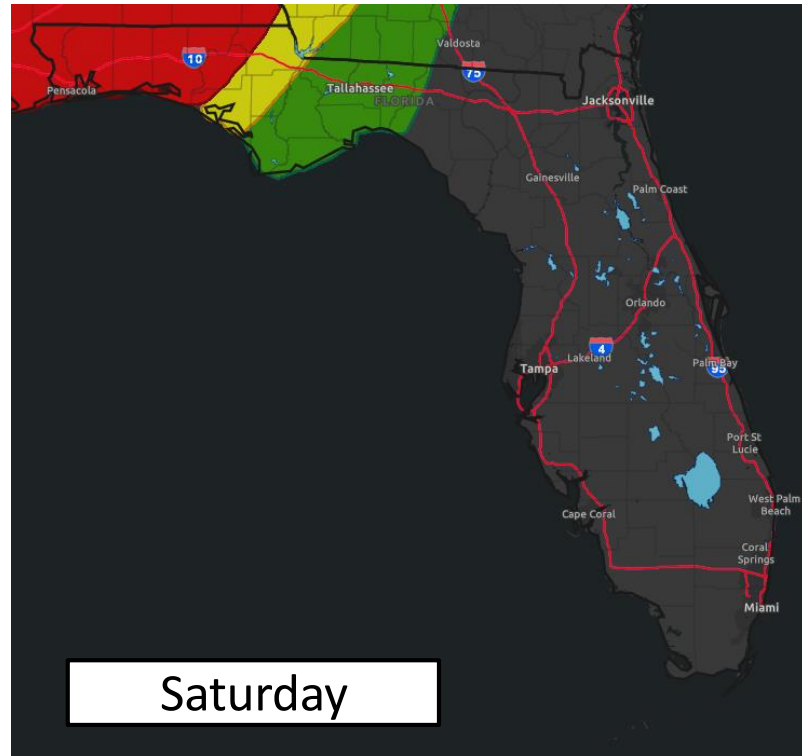 Valdosta
10
75
Pensacola
Tallahassee
FLORIDA
Jacksonville
Gainesville
Palm Coast
Orlando
4
Lakeland
Palm Bay
95
Tampa
Port St
Lucie
West Palm
Beach
Cape Coral
Coral
Springs
Miami
Saturday